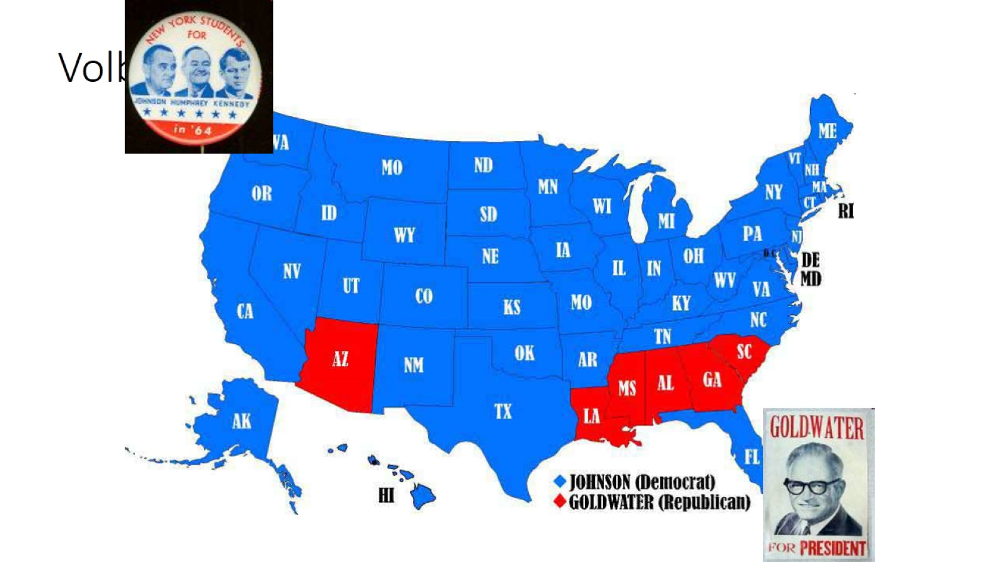 Volb
NEW YORK STUDENTS
FOR
JOHNSON HUMPHREY KENNEDY
in '64
ME
VT
NH
MA
NY
CT
RI
MO
ND
MN
OR
ID
SD
WI
MI
WY
PA
NJ
NE
IA
OH
D.C.
DE
MD
NV
UT
CO
IL
IN
WV
VA
CA
KS
MO
KY
NC
TN
AZ
NM
OK
AR
SC
MS
AL
GA
TX
LA
AK
FL
HI
JOHNSON (Democrat)
GOLDWATER (Republican)
GOLDWATER
FOR PRESIDENT